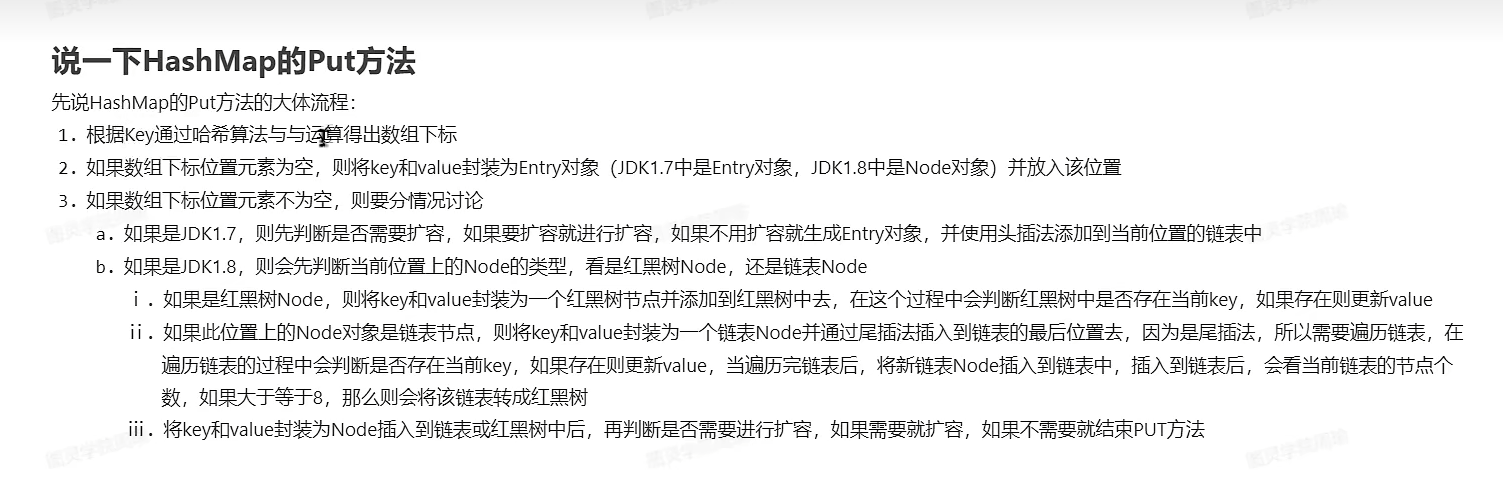 说一下HashMap的Put方法
先说HashMap的Put方法的大体流程：
1. 根据Key通过哈希算法与与运算得出数组下标
2. 如果数组下标位置元素为空，则将key和value封装为Entry对象（JDK1.7中是Entry对象，JDK1.8中是Node对象）并放入该位置
3. 如果数组下标位置元素不为空，则要分情况讨论
a. 如果是JDK1.7，则先判断是否需要扩容，如果要扩容就进行扩容，如果不用扩容就生成Entry对象，并使用头插法添加到当前位置的链表中
b. 如果是JDK1.8，则会先判断当前位置上的Node的类型，看是红黑树Node，还是链表Node
ⅰ. 如果是红黑树Node，则将key和value封装为一个红黑树节点并添加到红黑树中去，在这个过程中会判断红黑树中是否存在当前key，如果存在则更新value
ⅱ. 如果此位置上的Node对象是链表节点，则将key和value封装为一个链表Node并通过尾插法插入到链表的最后位置去，因为是尾插法，所以需要遍历链表，在
遍历链表的过程中会判断是否存在当前key，如果存在则更新value，当遍历完链表后，将新链表Node插入到链表中，插入到链表后，会看当前链表的节点个
数，如果大于等于8，那么则会将该链表转成红黑树
ⅲ. 将key和value封装为Node插入到链表或红黑树中后，再判断是否需要进行扩容，如果需要就扩容，如果不需要就结束PUT方法